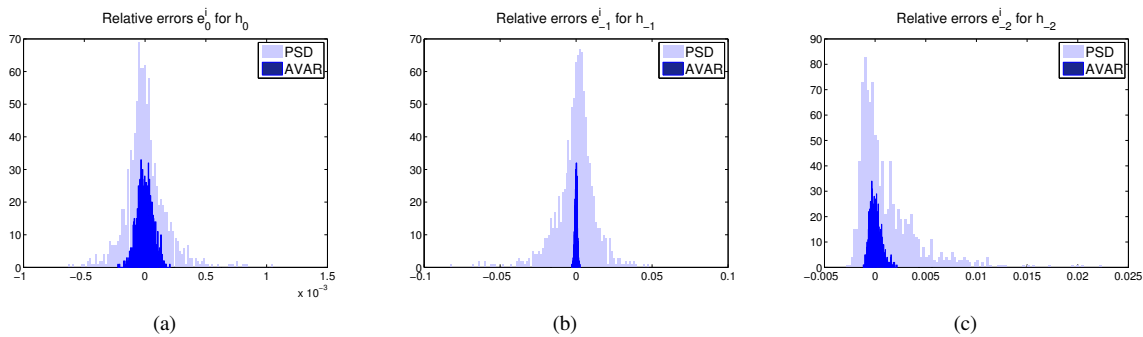 Relative errors e_0^i for h_0
70
60
50
40
30
20
10
0
-1 -0.5 0 0.5 1 1.5
x 10^-3
PSD
AVAR
(a)
Relative errors e_-1^i for h_-1
70
60
50
40
30
20
10
0
-0.1 -0.05 0 0.05 0.1
PSD
AVAR
(b)
Relative errors e_-2^i for h_-2
90
80
70
60
50
40
30
20
10
0
-0.005 0 0.005 0.01 0.015 0.02 0.025
PSD
AVAR
(c)